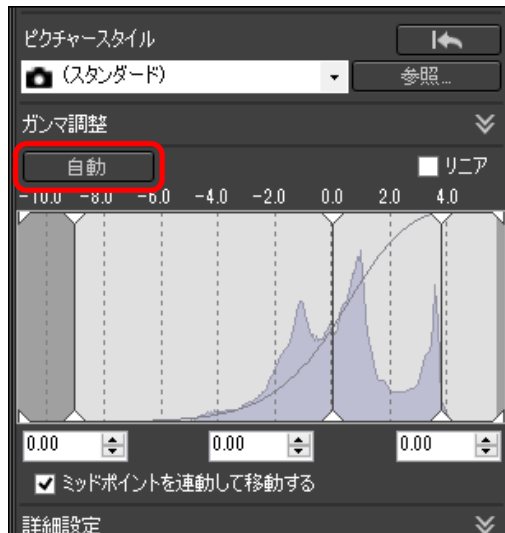 ピクチャースタイル
(スタンダード)
参照...
ガンマ調整
自動
リニア
-10.0 -8.0 -6.0 -4.0 -2.0 0.0 2.0 4.0
0.00 0.00 0.00
ミッドポイントを連動して移動する
詳細設定